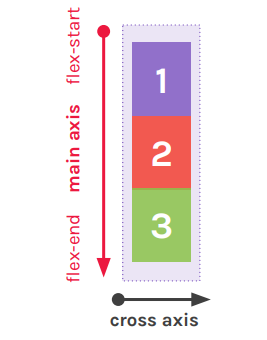 flex-start
main axis
flex-end
1
2
3
cross axis